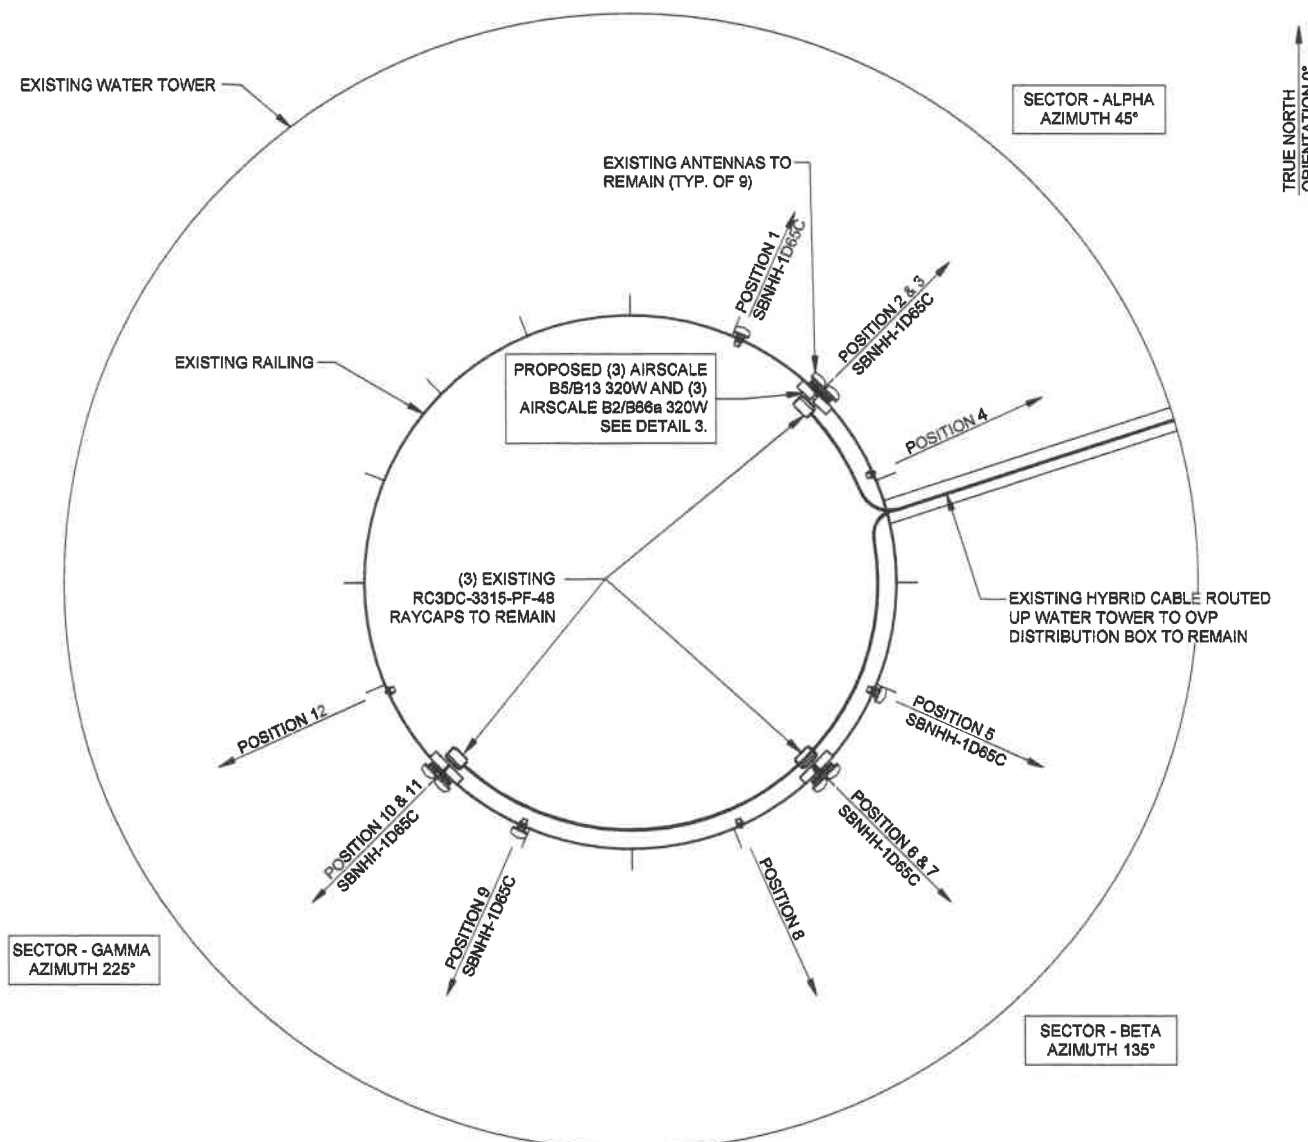 EXISTING WATER TOWER
SECTOR - ALPHA
AZIMUTH 45°
TRUE NORTH
ORIENTATION 0°
EXISTING ANTENNAS TO
REMAIN (TYP. OF 9)
POSITION 1
SBNHH-1D65C
POSITION 2 & 3
SBNHH-1D65C
EXISTING RAILING
PROPOSED (3) AIRSCALE
B5/B13 320W AND (3)
AIRSCALE B2/B66a 320W
SEE DETAIL 3.
POSITION 4
(3) EXISTING
RC3DC-3315-PF-48
RAYCAPS TO REMAIN
EXISTING HYBRID CABLE ROUTED
UP WATER TOWER TO OVP
DISTRIBUTION BOX TO REMAIN
POSITION 12
POSITION 5
SBNHH-1D65C
POSITION 10 & 11
SBNHH-1D65C
POSITION 9
SBNHH-1D65C
POSITION 8
POSITION 6 & 7
SBNHH-1D65C
SECTOR - GAMMA
AZIMUTH 225°
SECTOR - BETA
AZIMUTH 135°